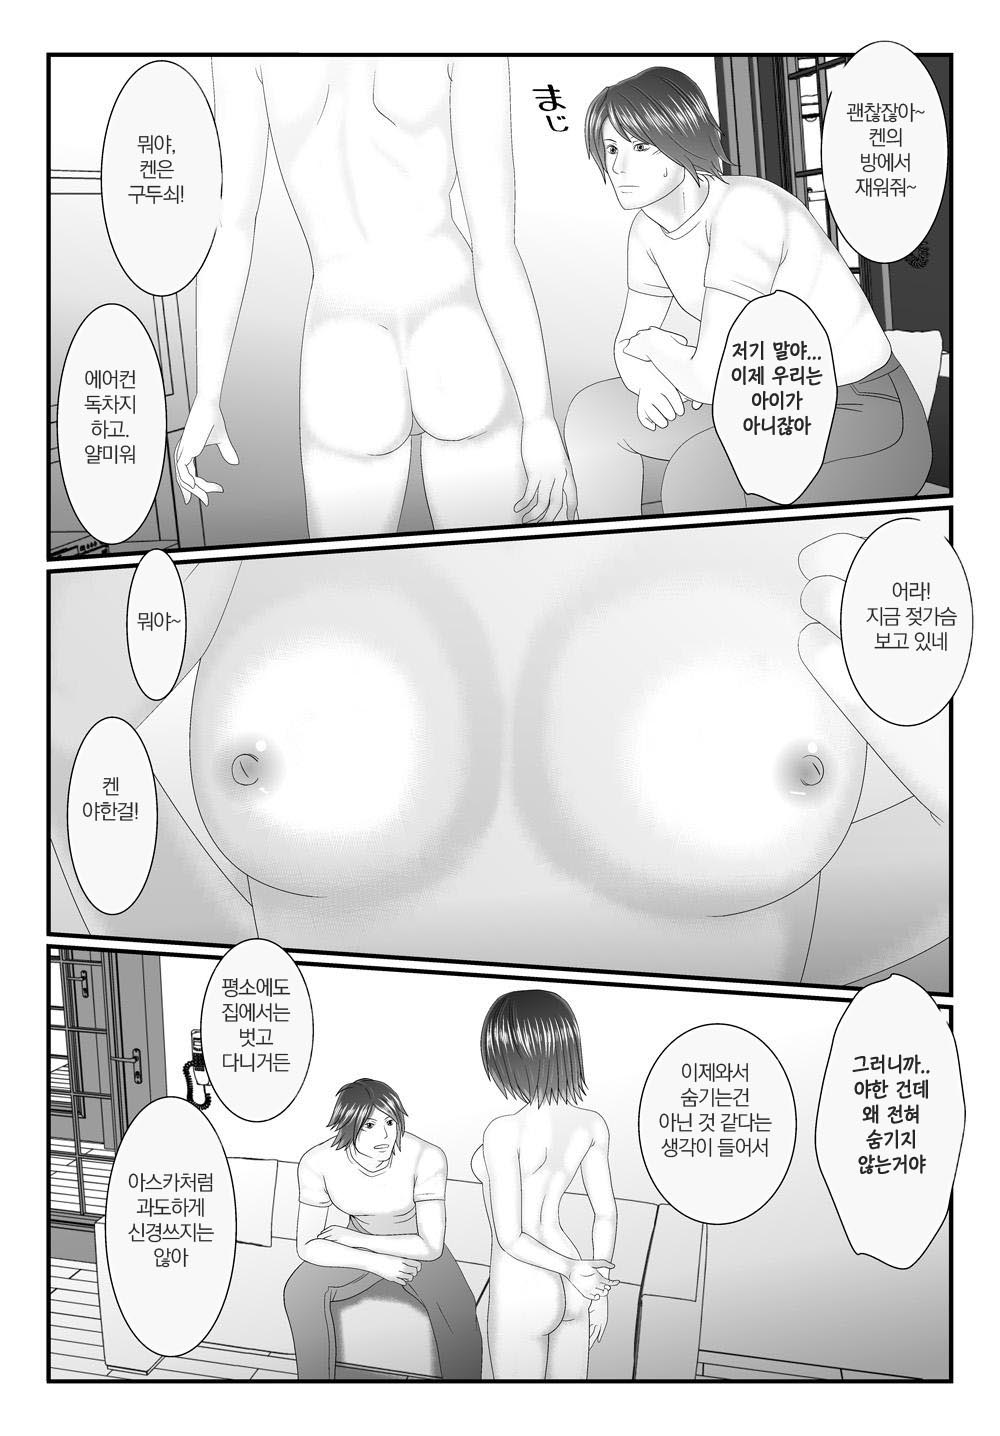 괜찮잖아~
켄의
방에서
재워줘~
まじ
저기 말야...
이제 우리는
아이가
아니잖아
뭐야,
켄은
구두쇠!
에어컨
독차지
하고.
얄미워
어라!
지금 젖가슴
보고 있네
뭐야~
켄
야한걸!
그러니까..
야한 건데
왜 전혀
숨기지
않는거야
이제와서
숨기는건
아닌 것 같다는
생각이 들어서
평소에도
집에서는
벗고
다니거든
아스카처럼
과도하게
신경쓰지는
않아